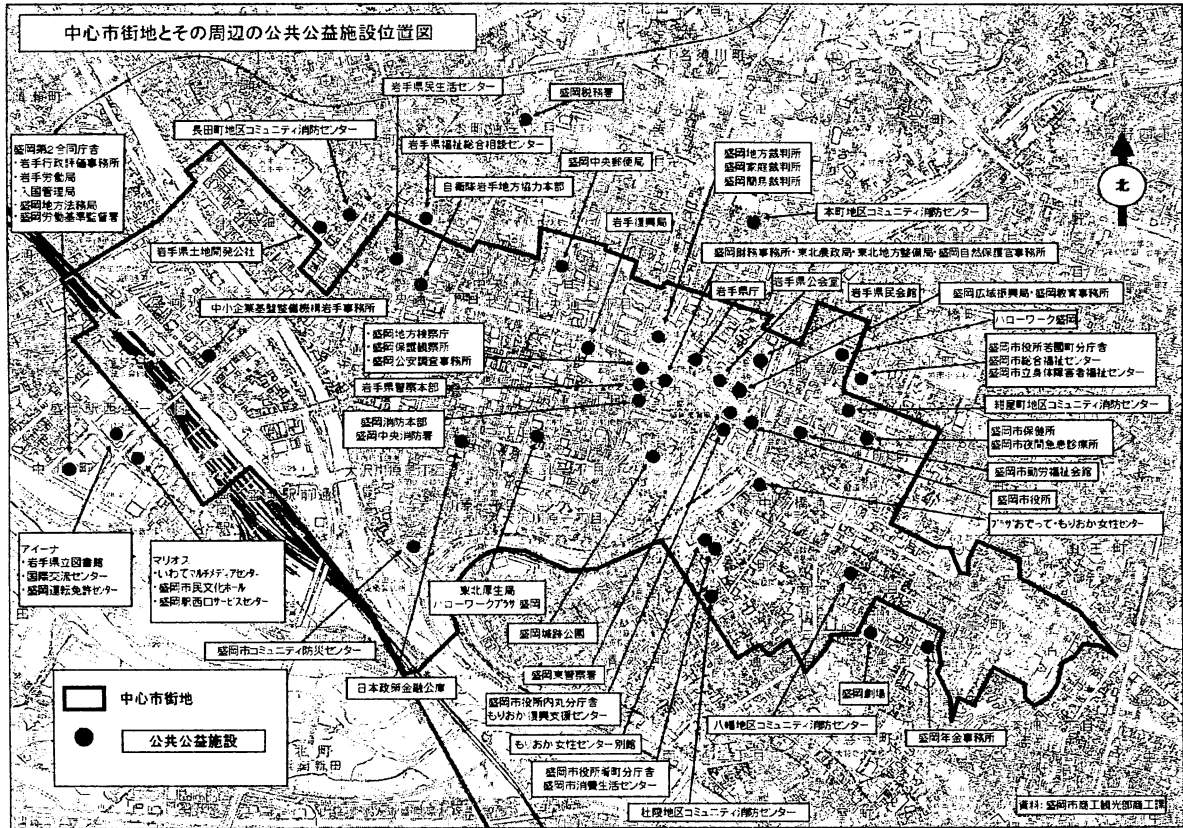 中心市街地とその周辺の公共公益施設位置図
岩手県民生活センター
盛岡税務署
長田町地区コミュニティ消防センター
岩手県福祉総合相談センター
盛岡中央郵便局
盛岡地方裁判所
盛岡家庭裁判所
盛岡簡易裁判所
北
盛岡第2合同庁舎
・岩手行政評価事務所
・岩手労働局
・入国管理局
・盛岡地方法務局
・盛岡労働基準監督署
自衛隊岩手地方協力本部
岩手復興局
本町地区コミュニティ消防センター
岩手県土地開発公社
盛岡財務事務所・東北農政局・東北地方整備局・盛岡自然保護官事務所
岩手県庁
岩手県公会堂
岩手県民会館
盛岡広域振興局・盛岡教育事務所
中小企業基盤整備機構岩手事務所
ハローワーク盛岡
・盛岡地方検察庁
・盛岡保護観察所
・盛岡公安調査事務所
盛岡市役所若園町分庁舎
盛岡市総合福祉センター
盛岡市立身体障害者福祉センター
岩手県警察本部
紺屋町地区コミュニティ消防センター
盛岡消防本部
盛岡中央消防署
盛岡市保健所
盛岡市夜間急患診療所
盛岡市勤労福祉会館
盛岡市役所
プラザおでって・もりおか女性センター
アイーナ
・岩手県立図書館
・国際交流センター
・盛岡運転免許センター
マリオス
・いわてマルチメディアセンター
・盛岡市民文化ホール
・盛岡駅西口サービスセンター
東北厚生局
ハローワークプラザ盛岡
盛岡城跡公園
盛岡市コミュニティ防災センター
盛岡東警察署
日本政策金融公庫
盛岡劇場
盛岡市役所内丸分庁舎
もりおか復興支援センター
八幡地区コミュニティ消防センター
盛岡年金事務所
もりおか女性センター別館
盛岡市役所肴町分庁舎
盛岡市消費生活センター
杜陵地区コミュニティ消防センター
中心市街地
公共公益施設
資料:盛岡市商工観光部商工課